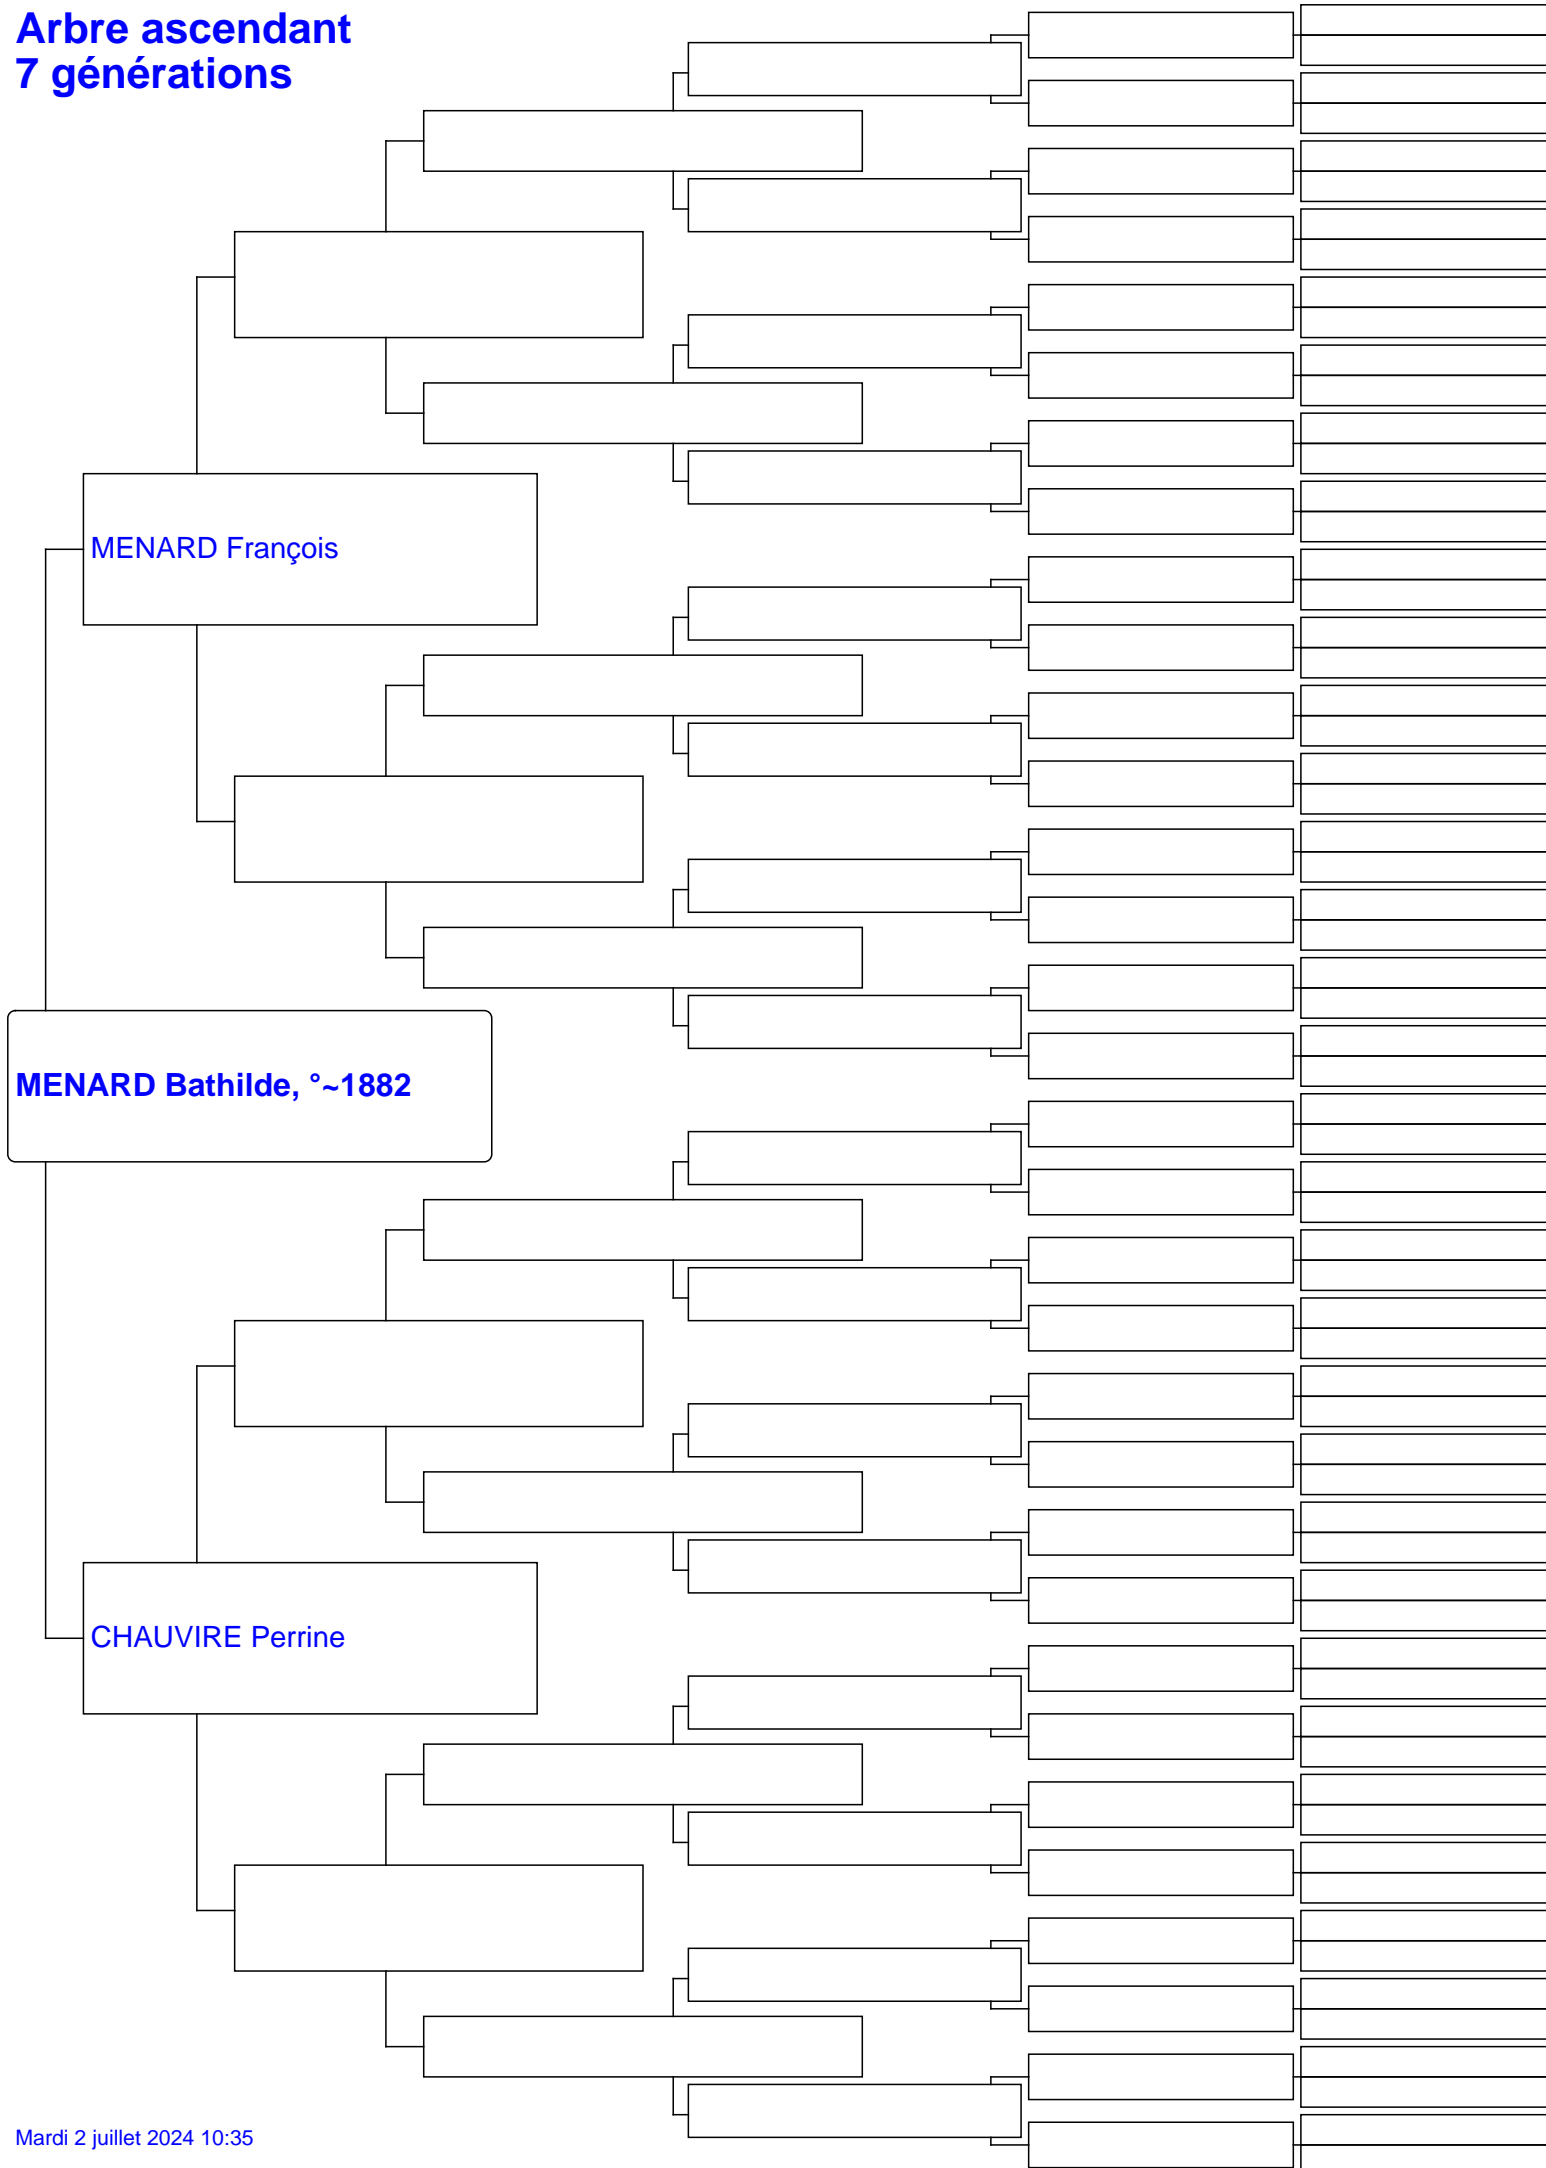 Arbre ascendant
7 générations
MENARD François
MENARD Bathilde, °~1882
CHAUVIRE Perrine
Mardi 2 juillet 2024 10:35